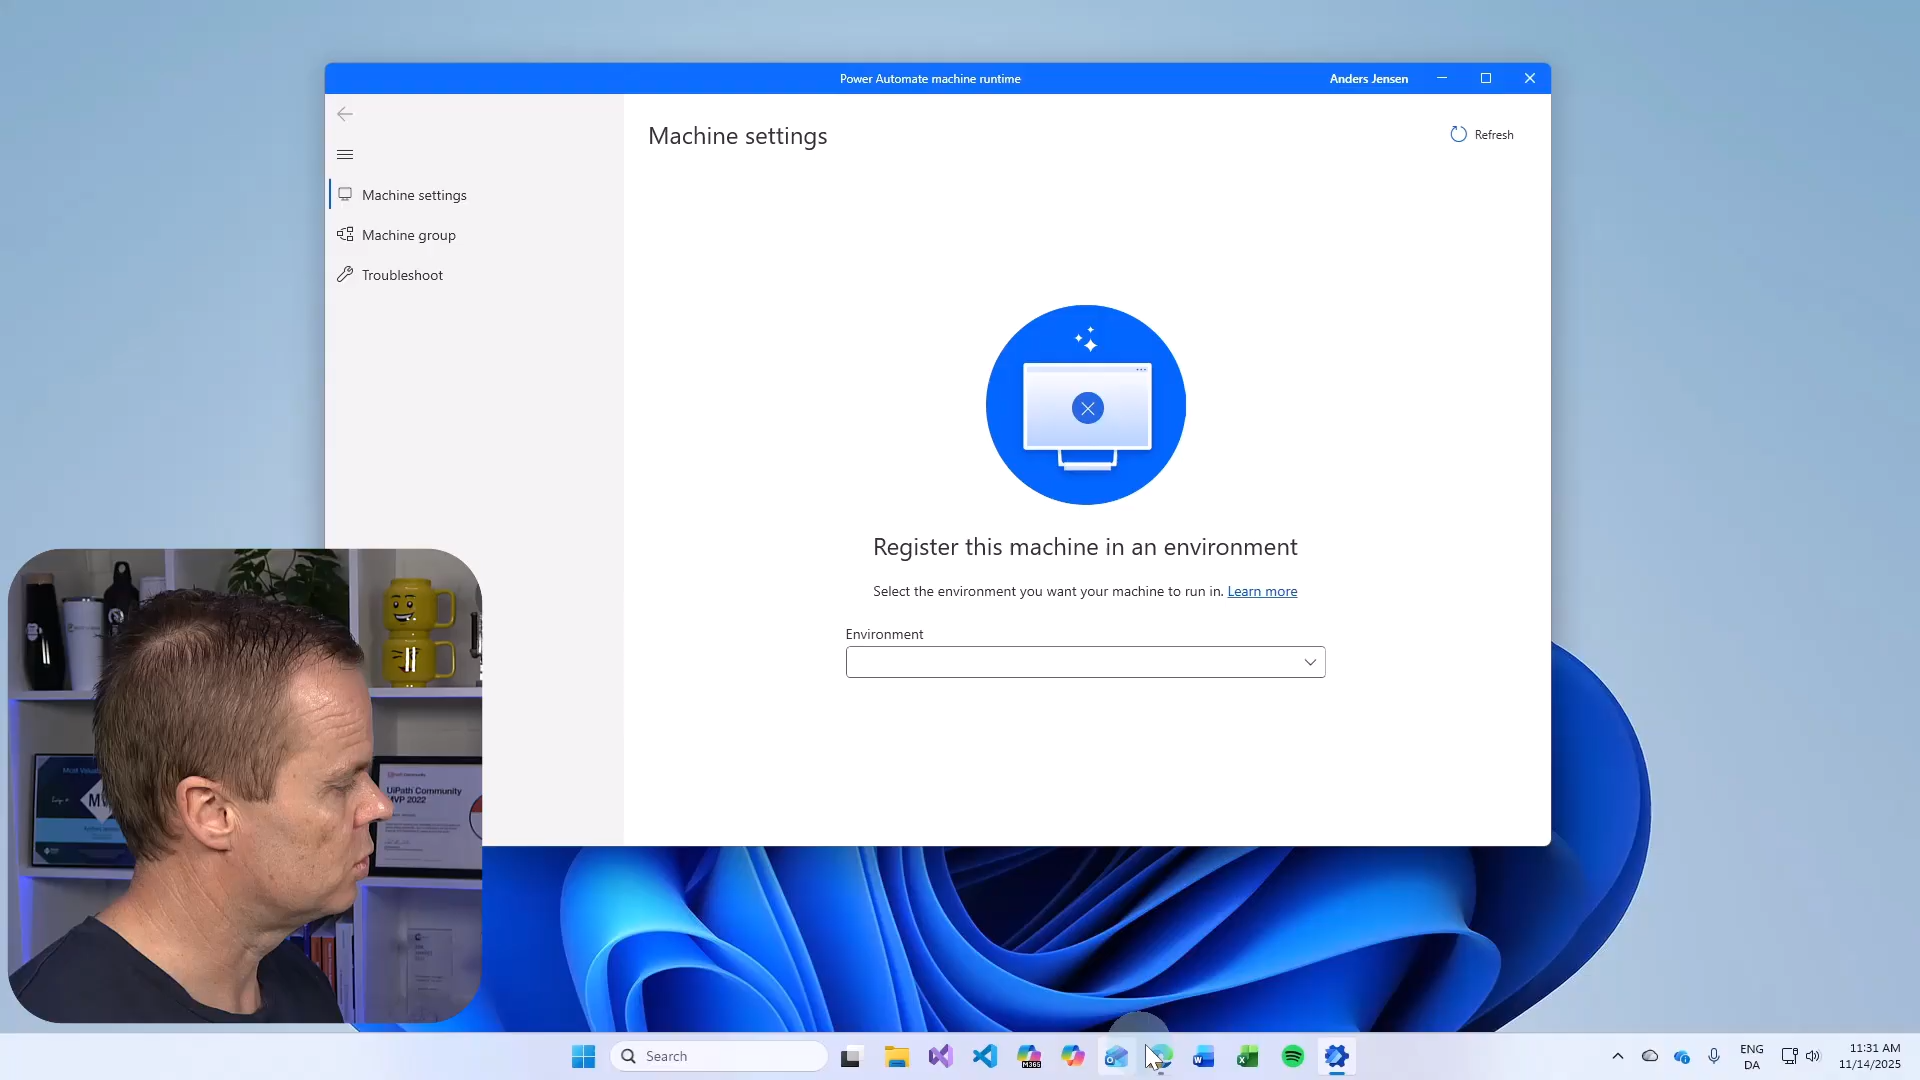 Power Automate machine runtime
Anders Jensen
Machine settings
Refresh
Machine settings
Machine group
Troubleshoot
Register this machine in an environment
Select the environment you want your machine to run in. Learn more
Environment
UiPath Community
MVP 2022
Search
M365
ENG
DA
11:31 AM
11/14/2025